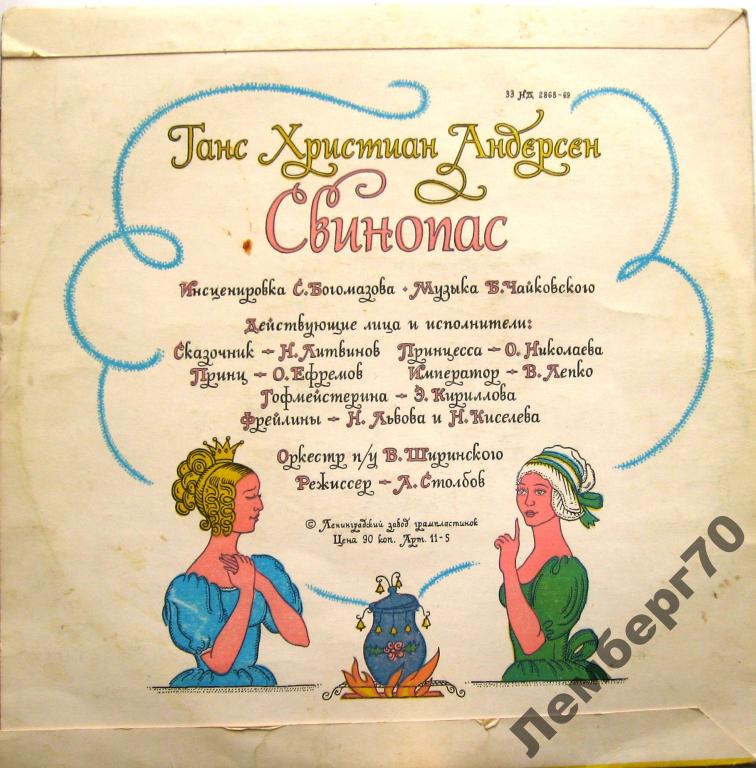 33 НД 2868-69
Ганс Христиан Андерсен
Свинопас
Инсценировка С. Богомазова • Музыка Б. Чайковского
Действующие лица и исполнители:
Сказочник – Н. Литвинов Принцесса – О. Николаева
Принц – О. Ефремов Император – В. Лепко
Гофмейстерина – Э. Кириллова
Фрейлины – Н. Львова и Н. Киселева
Оркестр п/у В. Ширинского
Режиссер – А. Столбов
© Ленинградский завод грампластинок
Цена 90 коп. Арт. 11-5
Лемберг70